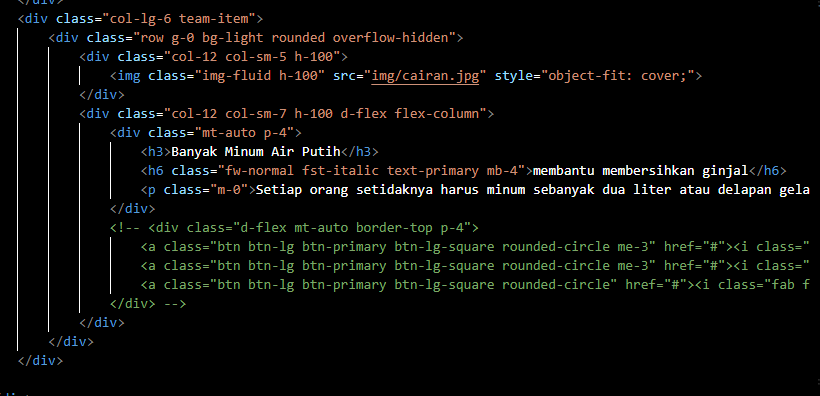 <div class="col-lg-6 team-item">
<div class="row g-0 bg-light rounded overflow-hidden">
<div class="col-12 col-sm-5 h-100">
<img class="img-fluid h-100" src="img/cairan.jpg" style="object-fit: cover;">
</div>
<div class="col-12 col-sm-7 h-100 d-flex flex-column">
<div class="mt-auto p-4">
<h3>Banyak Minum Air Putih</h3>
<h6 class="fw-normal fst-italic text-primary mb-4">membantu membersihkan ginjal</h6>
<p class="m-0">Setiap orang setidaknya harus minum sebanyak dua liter atau delapan gela
</div>
<!-- <div class="d-flex mt-auto border-top p-4">
<a class="btn btn-lg btn-primary btn-lg-square rounded-circle me-3" href="#"><i class="
<a class="btn btn-lg btn-primary btn-lg-square rounded-circle me-3" href="#"><i class="
<a class="btn btn-lg btn-primary btn-lg-square rounded-circle" href="#"><i class="fab f
</div> -->
</div>
</div>
</div>